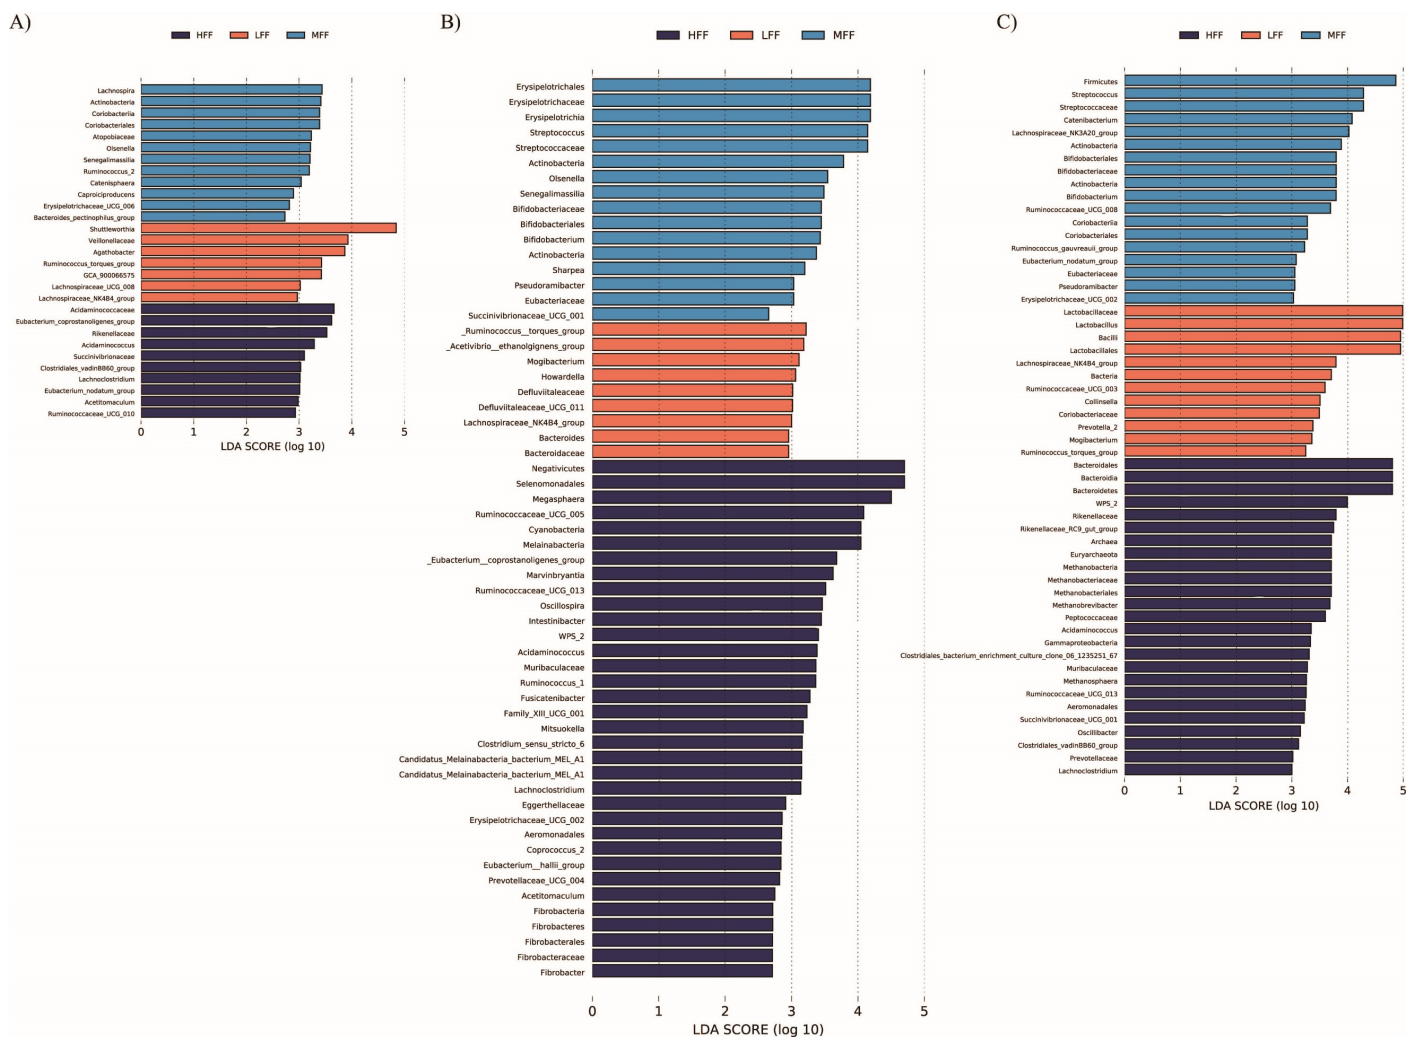 A)
HFF LFF MFF
Lachnospira
Actinobacteria
Coriobacteriia
Coriobacteriales
Atopobiaceae
Olsenella
Senegalimassilia
Ruminococcus_2
Catenisphaera
Caproiciproducens
Erysipelotrichaceae_UCG_006
Bacteroides_pectinophilus_group
Shuttleworthia
Veillonellaceae
Agathobacter
Ruminococcus_torques_group
GCA_900066575
Lachnospiraceae_UCG_008
Lachnospiraceae_NK4B4_group
Acidaminococcaceae
Eubacterium_coprostanoligenes_group
Rikenellaceae
Acidaminococcus
Succinivibrionaceae
Clostridiales_vadinBB60_group
Lachnoclostridium
Eubacterium_nodatum_group
Acetitomaculum
Ruminococcaceae_UCG_010
0 1 2 3 4 5
LDA SCORE (log 10)
B)
HFF LFF MFF
Erysipelotrichales
Erysipelotrichaceae
Erysipelotrichia
Streptococcus
Streptococcaceae
Actinobacteria
Olsenella
Senegalimassilia
Bifidobacteriaceae
Bifidobacteriales
Bifidobacterium
Actinobacteria
Sharpea
Pseudoramibacter
Eubacteriaceae
Succinivibrionaceae_UCG_001
_Ruminococcus__torques_group
_Acetivibrio__ethanolgignens_group
Mogibacterium
Howardella
Defluviitaleaceae
Defluviitaleaceae_UCG_011
Lachnospiraceae_NK4B4_group
Bacteroides
Bacteroidaceae
Negativicutes
Selenomonadales
Megasphaera
Ruminococcaceae_UCG_005
Cyanobacteria
Melainabacteria
_Eubacterium__coprostanoligenes_group
Marvinbryantia
Ruminococcaceae_UCG_013
Oscillospira
Intestinibacter
WPS_2
Acidaminococcus
Muribaculaceae
Ruminococcus_1
Fusicatenibacter
Family_XIII_UCG_001
Mitsuokella
Clostridium_sensu_stricto_6
Candidatus_Melainabacteria_bacterium_MEL_A1
Candidatus_Melainabacteria_bacterium_MEL_A1
Lachnoclostridium
Eggerthellaceae
Erysipelotrichaceae_UCG_002
Aeromonadales
Coprococcus_2
Eubacterium__hallii_group
Prevotellaceae_UCG_004
Acetitomaculum
Fibrobacteria
Fibrobacteres
Fibrobacterales
Fibrobacteraceae
Fibrobacter
0 1 2 3 4 5
LDA SCORE (log 10)
C)
HFF LFF MFF
Firmicutes
Streptococcus
Streptococcaceae
Catenibacterium
Lachnospiraceae_NK3A20_group
Actinobacteria
Bifidobacteriales
Bifidobacteriaceae
Actinobacteria
Bifidobacterium
Ruminococcaceae_UCG_008
Coriobacteriia
Coriobacteriales
Ruminococcus_gauvreauii_group
Eubacterium_nodatum_group
Eubacteriaceae
Pseudoramibacter
Erysipelotrichaceae_UCG_002
Lactobacillaceae
Lactobacillus
Bacilli
Lactobacillales
Lachnospiraceae_NK4B4_group
Bacteria
Ruminococcaceae_UCG_003
Collinsella
Coriobacteriaceae
Prevotella_2
Mogibacterium
Ruminococcus_torques_group
Bacteroidales
Bacteroidia
Bacteroidetes
WPS_2
Rikenellaceae
Rikenellaceae_RC9_gut_group
Archaea
Euryarchaeota
Methanobacteria
Methanobacteriaceae
Methanobacteriales
Methanobrevibacter
Peptococcaceae
Acidaminococcus
Gammaproteobacteria
Clostridiales_bacterium_enrichment_culture_clone_06_1235251_67
Muribaculaceae
Methanosphaera
Ruminococcaceae_UCG_013
Aeromonadales
Succinivibrionaceae_UCG_001
Oscillibacter
Clostridiales_vadinBB60_group
Prevotellaceae
Lachnoclostridium
0 1 2 3 4 5
LDA SCORE (log 10)